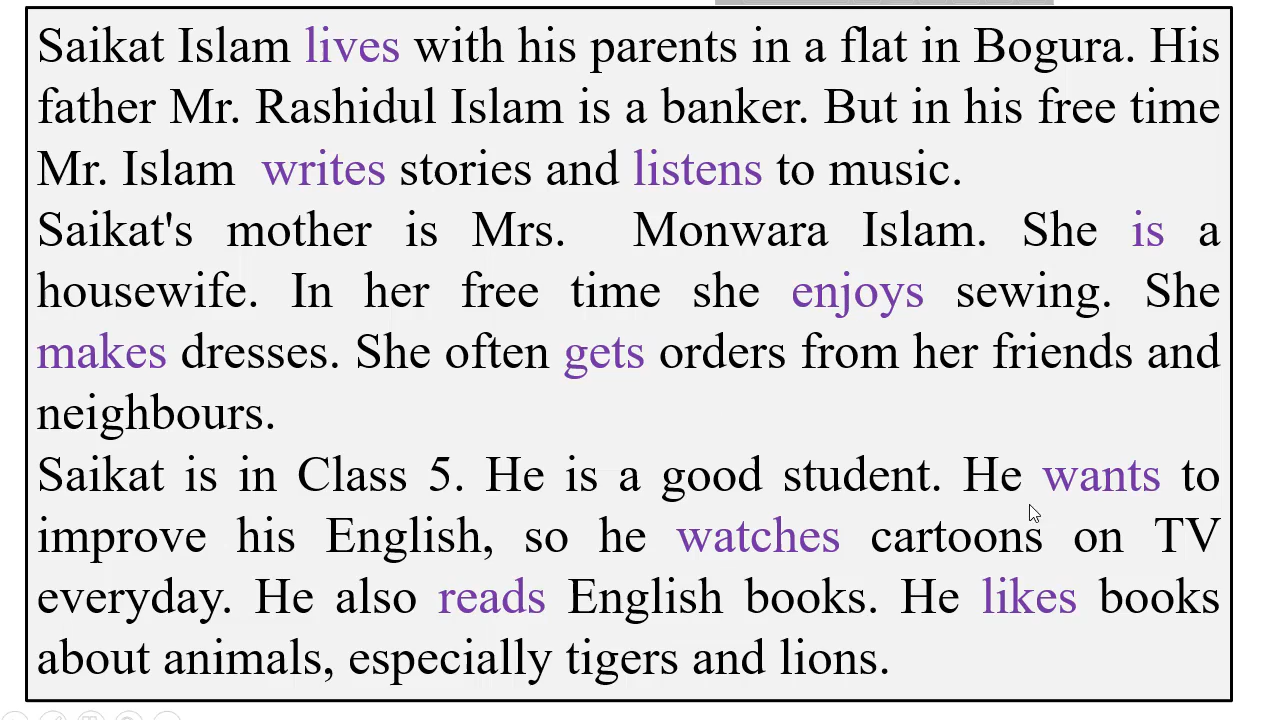 Saikat Islam lives with his parents in a flat in Bogura. His
father Mr. Rashidul Islam is a banker. But in his free time
Mr. Islam writes stories and listens to music.
Saikat's mother is Mrs. Monwara Islam. She is a
housewife. In her free time she enjoys sewing. She
makes dresses. She often gets orders from her friends and
neighbours.
Saikat is in Class 5. He is a good student. He wants to
improve his English, so he watches cartoons on TV
everyday. He also reads English books. He likes books
about animals, especially tigers and lions.